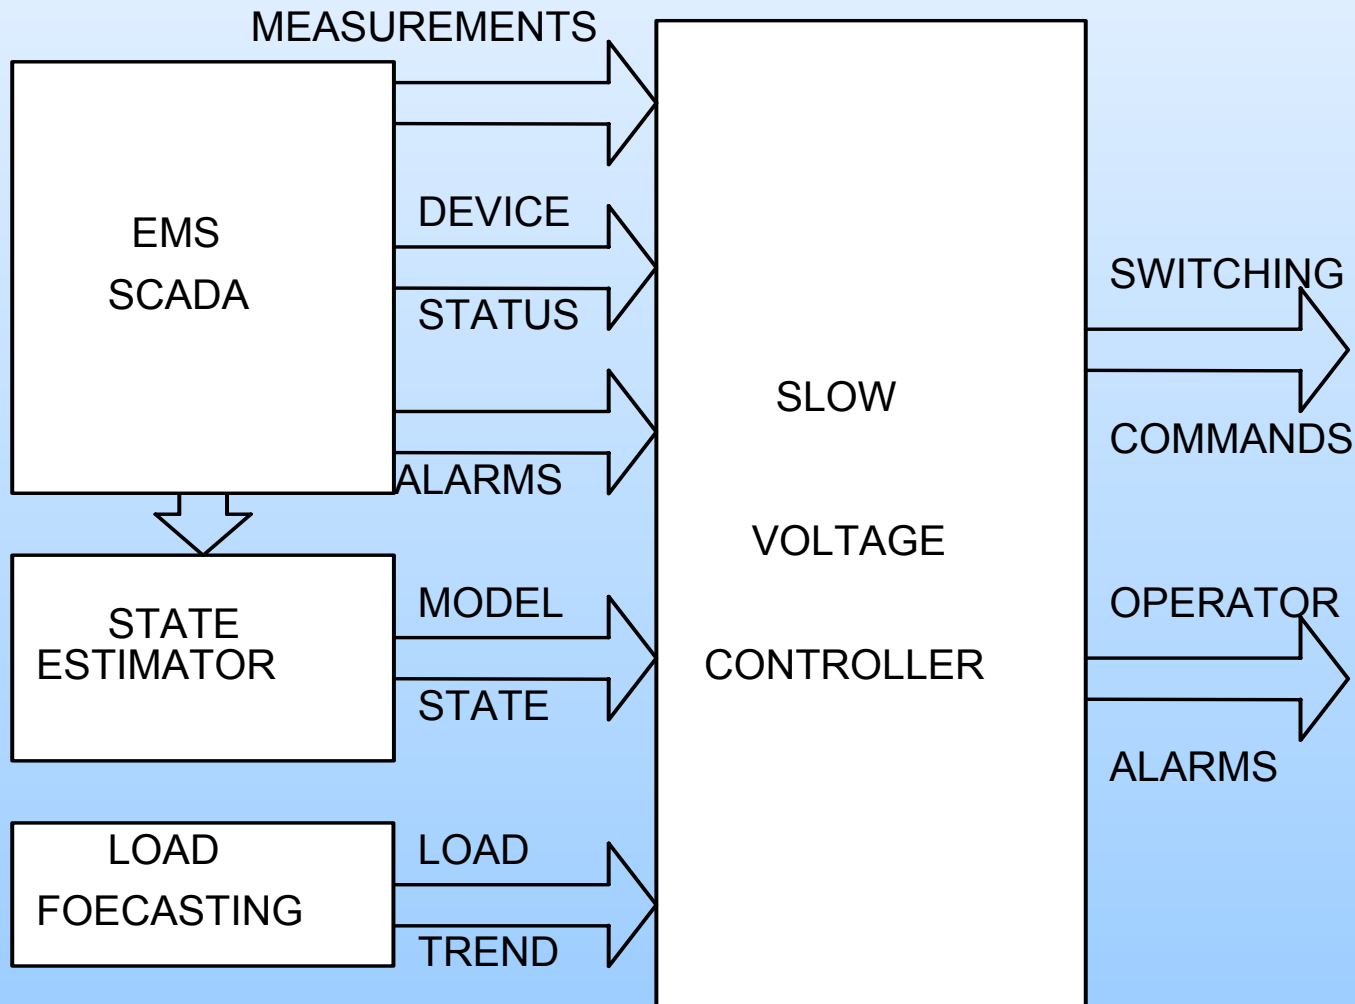 MEASUREMENTS
EMS
SCADA
DEVICE
STATUS
ALARMS
STATE
ESTIMATOR
MODEL
STATE
LOAD
FOECASTING
LOAD
TREND
SLOW
VOLTAGE
CONTROLLER
SWITCHING
COMMANDS
OPERATOR
ALARMS